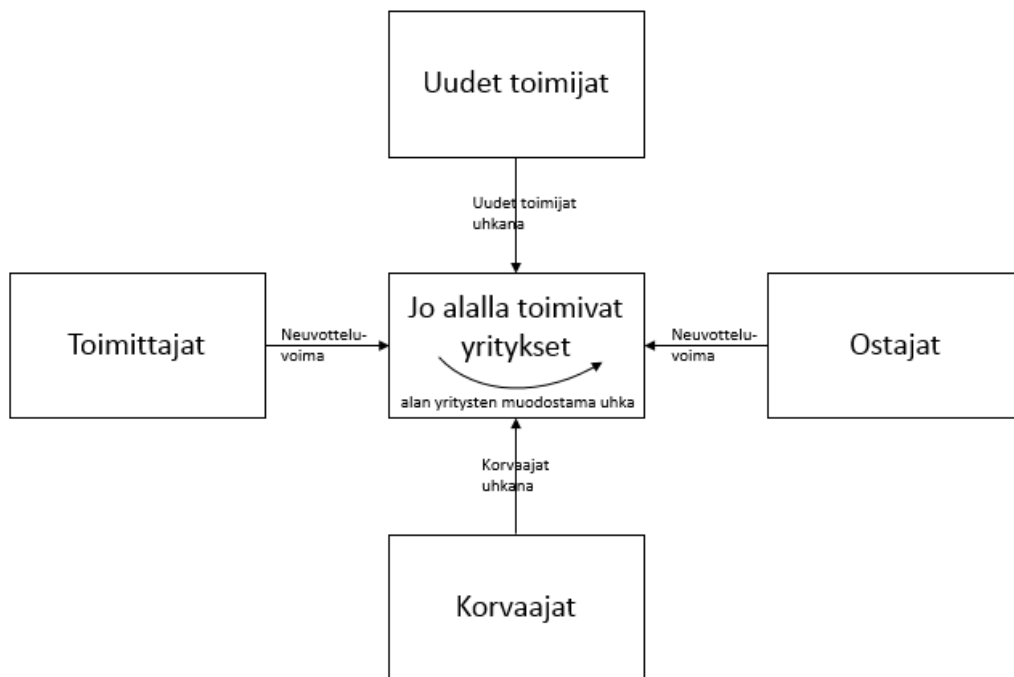 Uudet toimijat
Uudet toimijat
uhkana
Toimittajat
Neuvottelu-
voima
Jo alalla toimivat
yritykset
alan yritysten muodostama uhka
Neuvottelu-
voima
Ostajat
Korvaajat
uhkana
Korvaajat